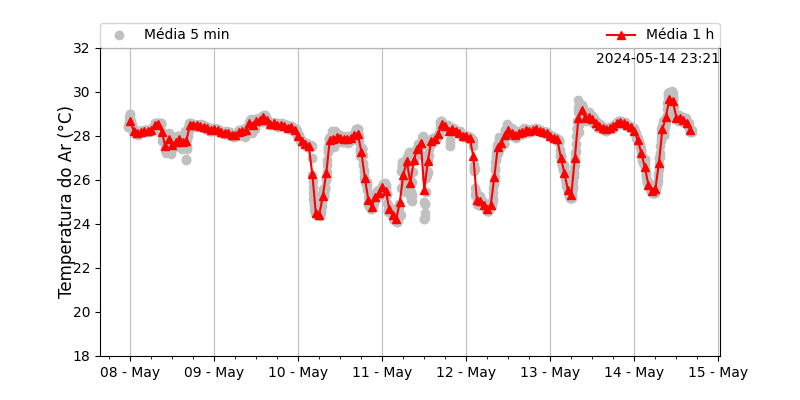 Média 5 min
Média 1 h
2024-05-14 23:21
Temperatura do Ar (°C)
32
30
28
26
24
22
20
18
08 - May
09 - May
10 - May
11 - May
12 - May
13 - May
14 - May
15 - May